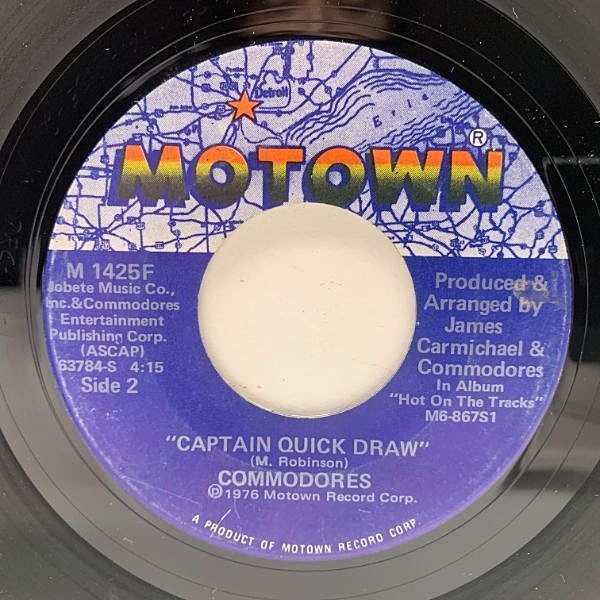 Detroit
Erie
MOTOWN®
M 1425F
Jobete Music Co.,
Inc.&Commodores
Entertainment
Publishing Corp.
(ASCAP)
63784-S 4:15
Side 2
Produced &
Arranged by
James
Carmichael &
Commodores
In Album
"Hot On The Tracks"
M6-867S1
"CAPTAIN QUICK DRAW"
(M. Robinson)
COMMODORES
℗1976 Motown Record Corp.
A PRODUCT OF MOTOWN RECORD CORP.